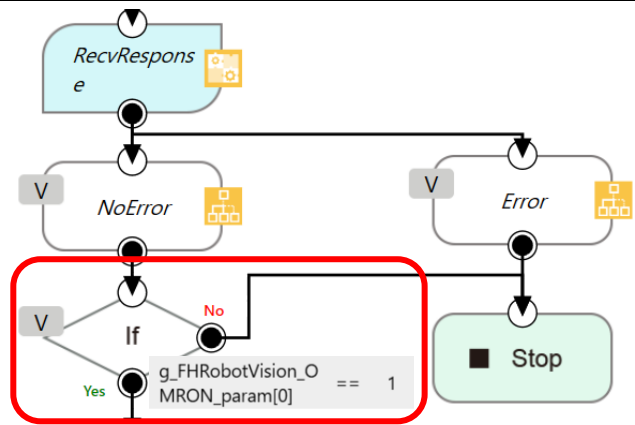 RecvRespons
e
V
NoError
V
Error
V
If
No
Yes
g_FHRobotVision_O
MRON_param[0]
== 1
Stop